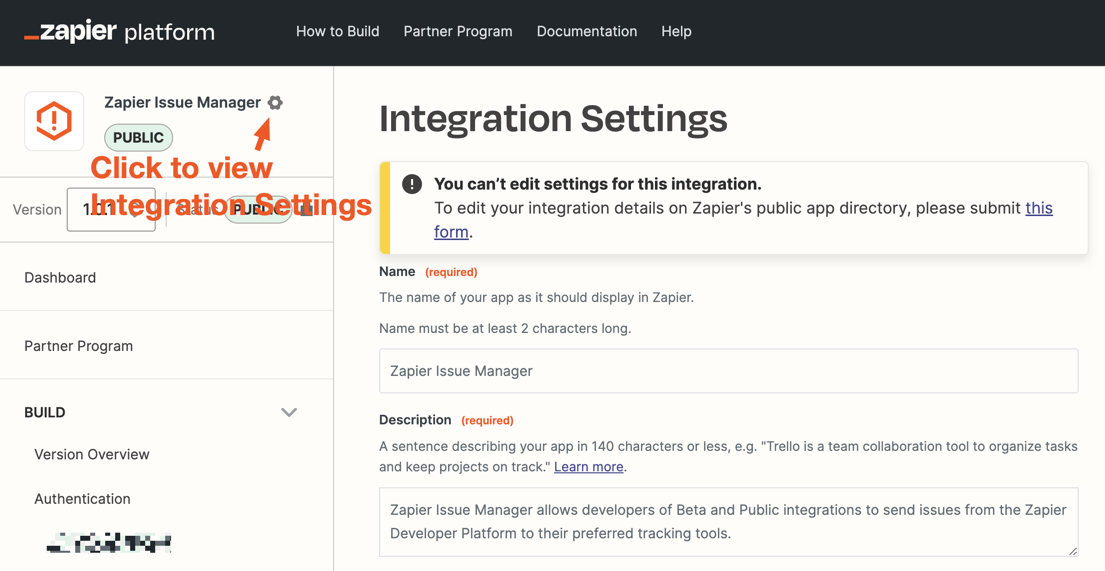 zapier platform
How to Build
Partner Program
Documentation
Help
Zapier Issue Manager
PUBLIC
Click to view
Integration Settings
Version
1.0.1
Status
PUBLIC
Dashboard
Partner Program
BUILD
Version Overview
Authentication
Integration Settings
You can’t edit settings for this integration.
To edit your integration details on Zapier's public app directory, please submit this
form.
Name (required)
The name of your app as it should display in Zapier.
Name must be at least 2 characters long.
Zapier Issue Manager
Description (required)
A sentence describing your app in 140 characters or less, e.g. "Trello is a team collaboration tool to organize tasks
and keep projects on track." Learn more.
Zapier Issue Manager allows developers of Beta and Public integrations to send issues from the Zapier
Developer Platform to their preferred tracking tools.